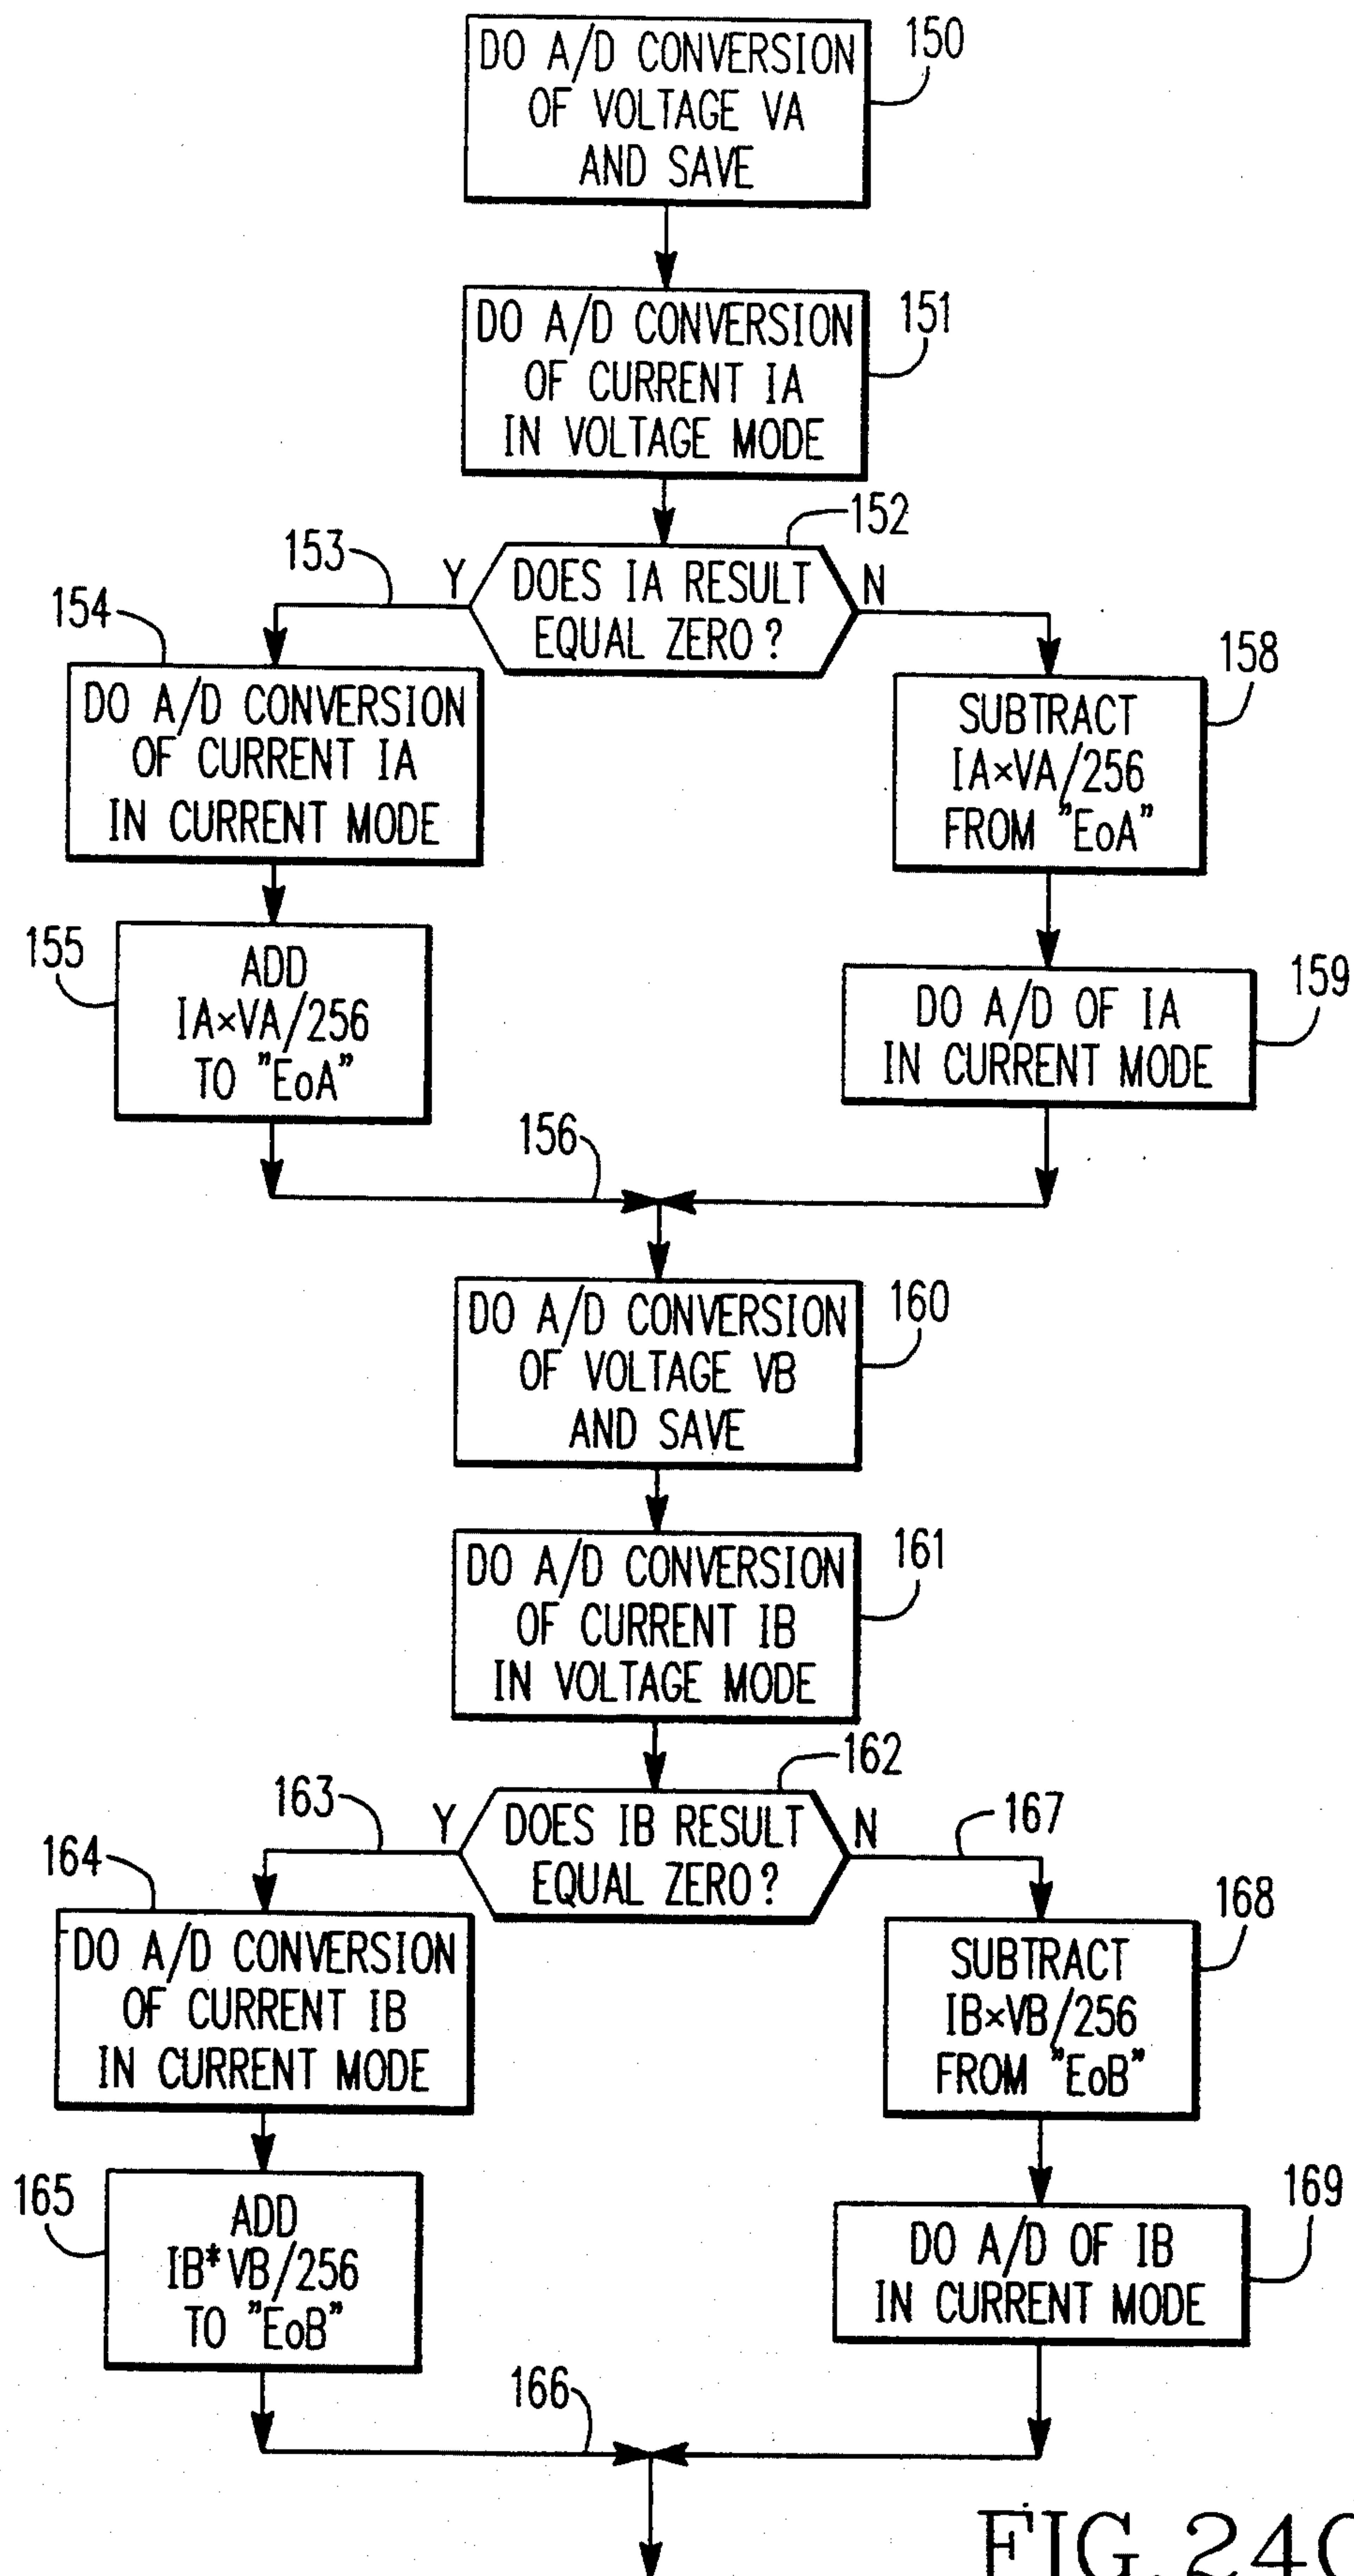 DO A/D CONVERSION
OF VOLTAGE VA
AND SAVE
150
DO A/D CONVERSION
OF CURRENT IA
IN VOLTAGE MODE
151
152
DOES IA RESULT
EQUAL ZERO?
153
Y
N
154
DO A/D CONVERSION
OF CURRENT IA
IN CURRENT MODE
158
SUBTRACT
IA×VA/256
FROM "EoA"
155
ADD
IA×VA/256
TO "EoA"
159
DO A/D OF IA
IN CURRENT MODE
156
DO A/D CONVERSION
OF VOLTAGE VB
AND SAVE
160
DO A/D CONVERSION
OF CURRENT IB
IN VOLTAGE MODE
161
162
DOES IB RESULT
EQUAL ZERO?
163
Y
N
167
164
DO A/D CONVERSION
OF CURRENT IB
IN CURRENT MODE
168
SUBTRACT
IB×VB/256
FROM "EoB"
165
ADD
IB*VB/256
TO "EoB"
169
DO A/D OF IB
IN CURRENT MODE
166
FIG.24